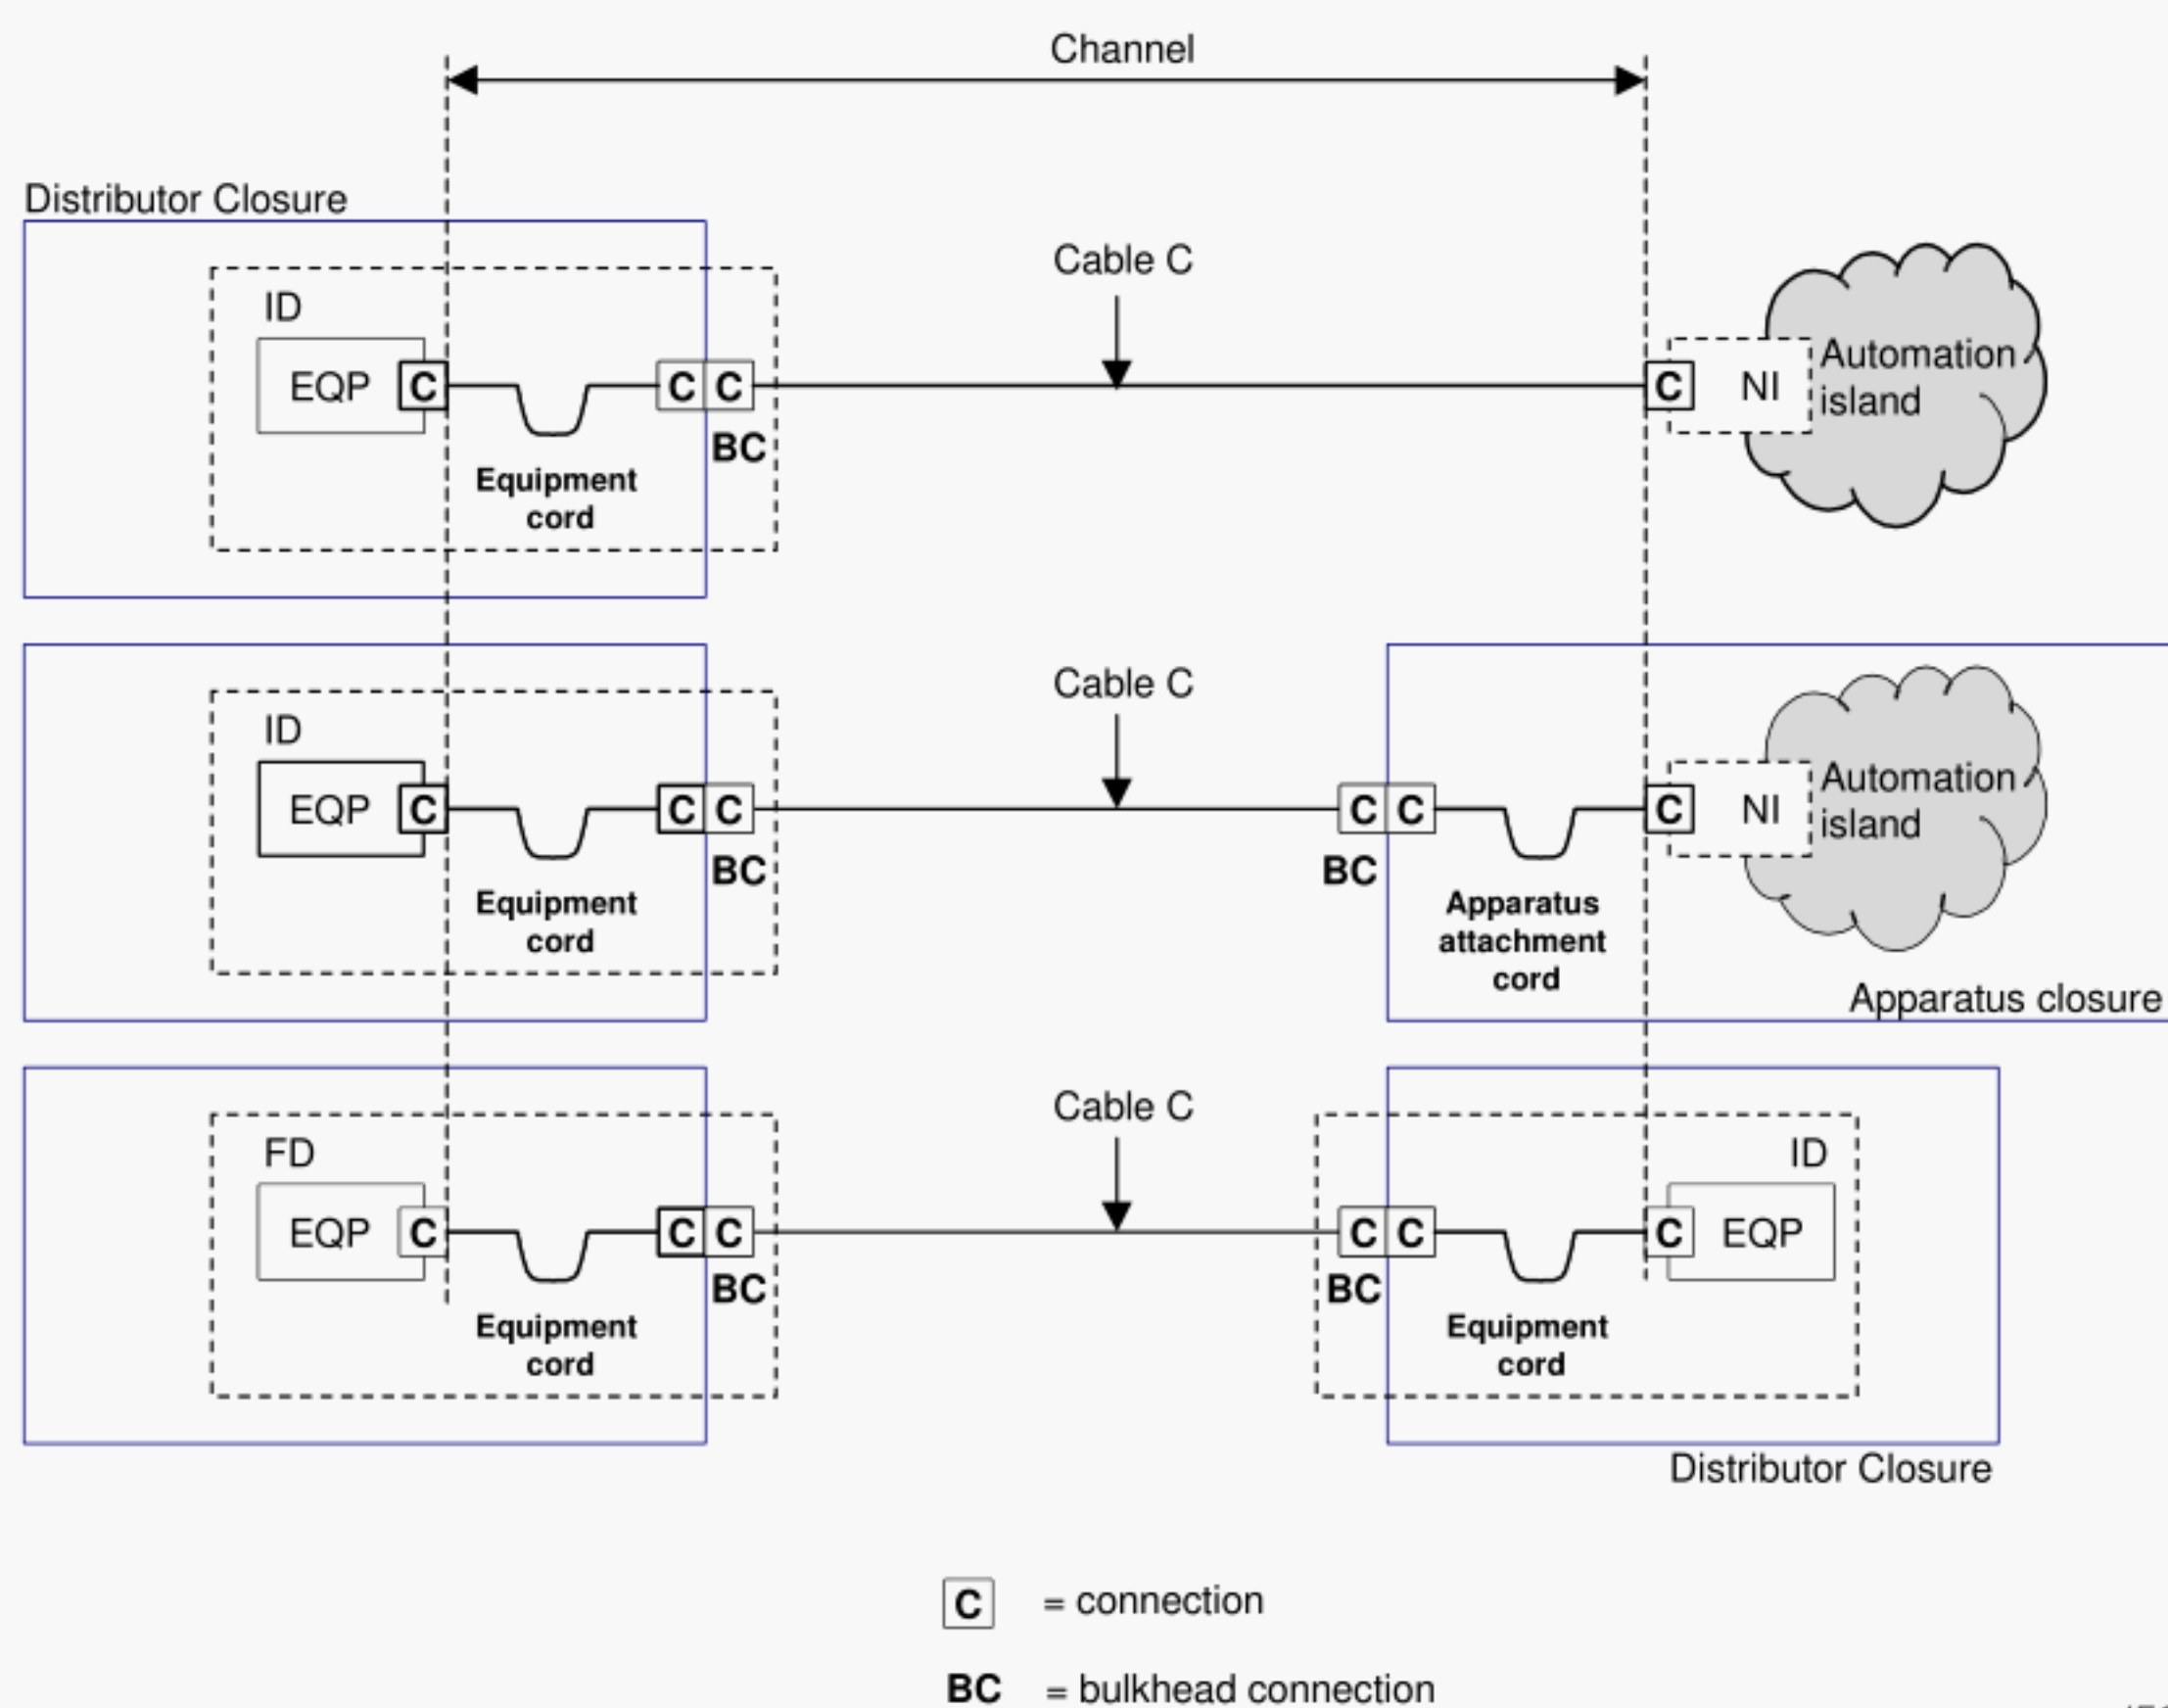 Channel
Distributor Closure
Cable C
ID
EQP C C C C NI Automation
island
BC
Equipment
cord
Cable C
ID
EQP C C C C C C NI Automation
island
BC BC
Equipment
cord
Apparatus
attachment
cord
Apparatus closure
Cable C
FD ID
EQP C C C C C C EQP
BC BC
Equipment
cord
Equipment
cord
Distributor Closure
C = connection
BC = bulkhead connection